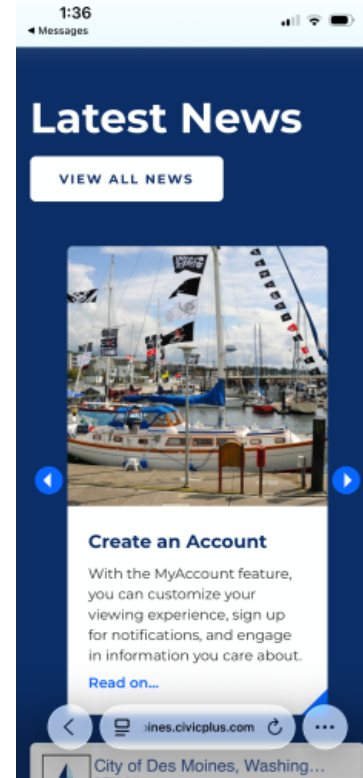 1:36
◄ Messages
Latest News
VIEW ALL NEWS
Create an Account
With the MyAccount feature,
you can customize your
viewing experience, sign up
for notifications, and engage
in information you care about.
Read on...
ines.civicplus.com
City of Des Moines, Washing...